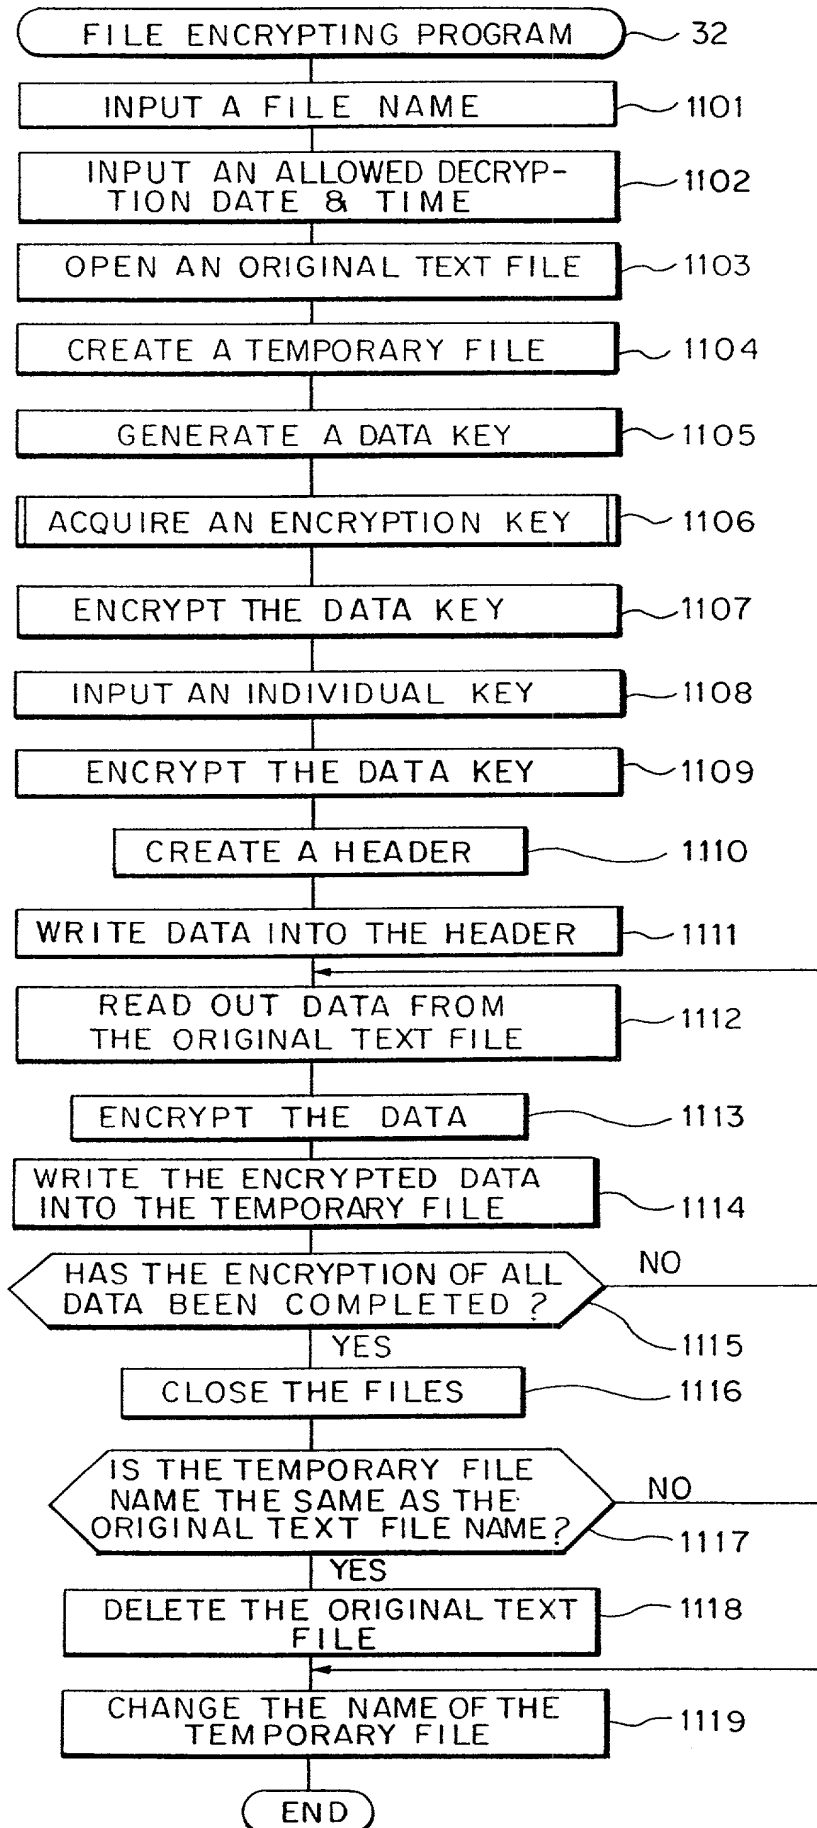 FILE ENCRYPTING PROGRAM 32
INPUT A FILE NAME 1101
INPUT AN ALLOWED DECRYP-
TION DATE & TIME 1102
OPEN AN ORIGINAL TEXT FILE 1103
CREATE A TEMPORARY FILE 1104
GENERATE A DATA KEY 1105
ACQUIRE AN ENCRYPTION KEY 1106
ENCRYPT THE DATA KEY 1107
INPUT AN INDIVIDUAL KEY 1108
ENCRYPT THE DATA KEY 1109
CREATE A HEADER 1110
WRITE DATA INTO THE HEADER 1111
READ OUT DATA FROM
THE ORIGINAL TEXT FILE 1112
ENCRYPT THE DATA 1113
WRITE THE ENCRYPTED DATA
INTO THE TEMPORARY FILE 1114
HAS THE ENCRYPTION OF ALL
DATA BEEN COMPLETED ?
NO
1115
YES
CLOSE THE FILES 1116
IS THE TEMPORARY FILE
NAME THE SAME AS THE
ORIGINAL TEXT FILE NAME?
NO
1117
YES
DELETE THE ORIGINAL TEXT
FILE
1118
CHANGE THE NAME OF THE
TEMPORARY FILE
1119
END